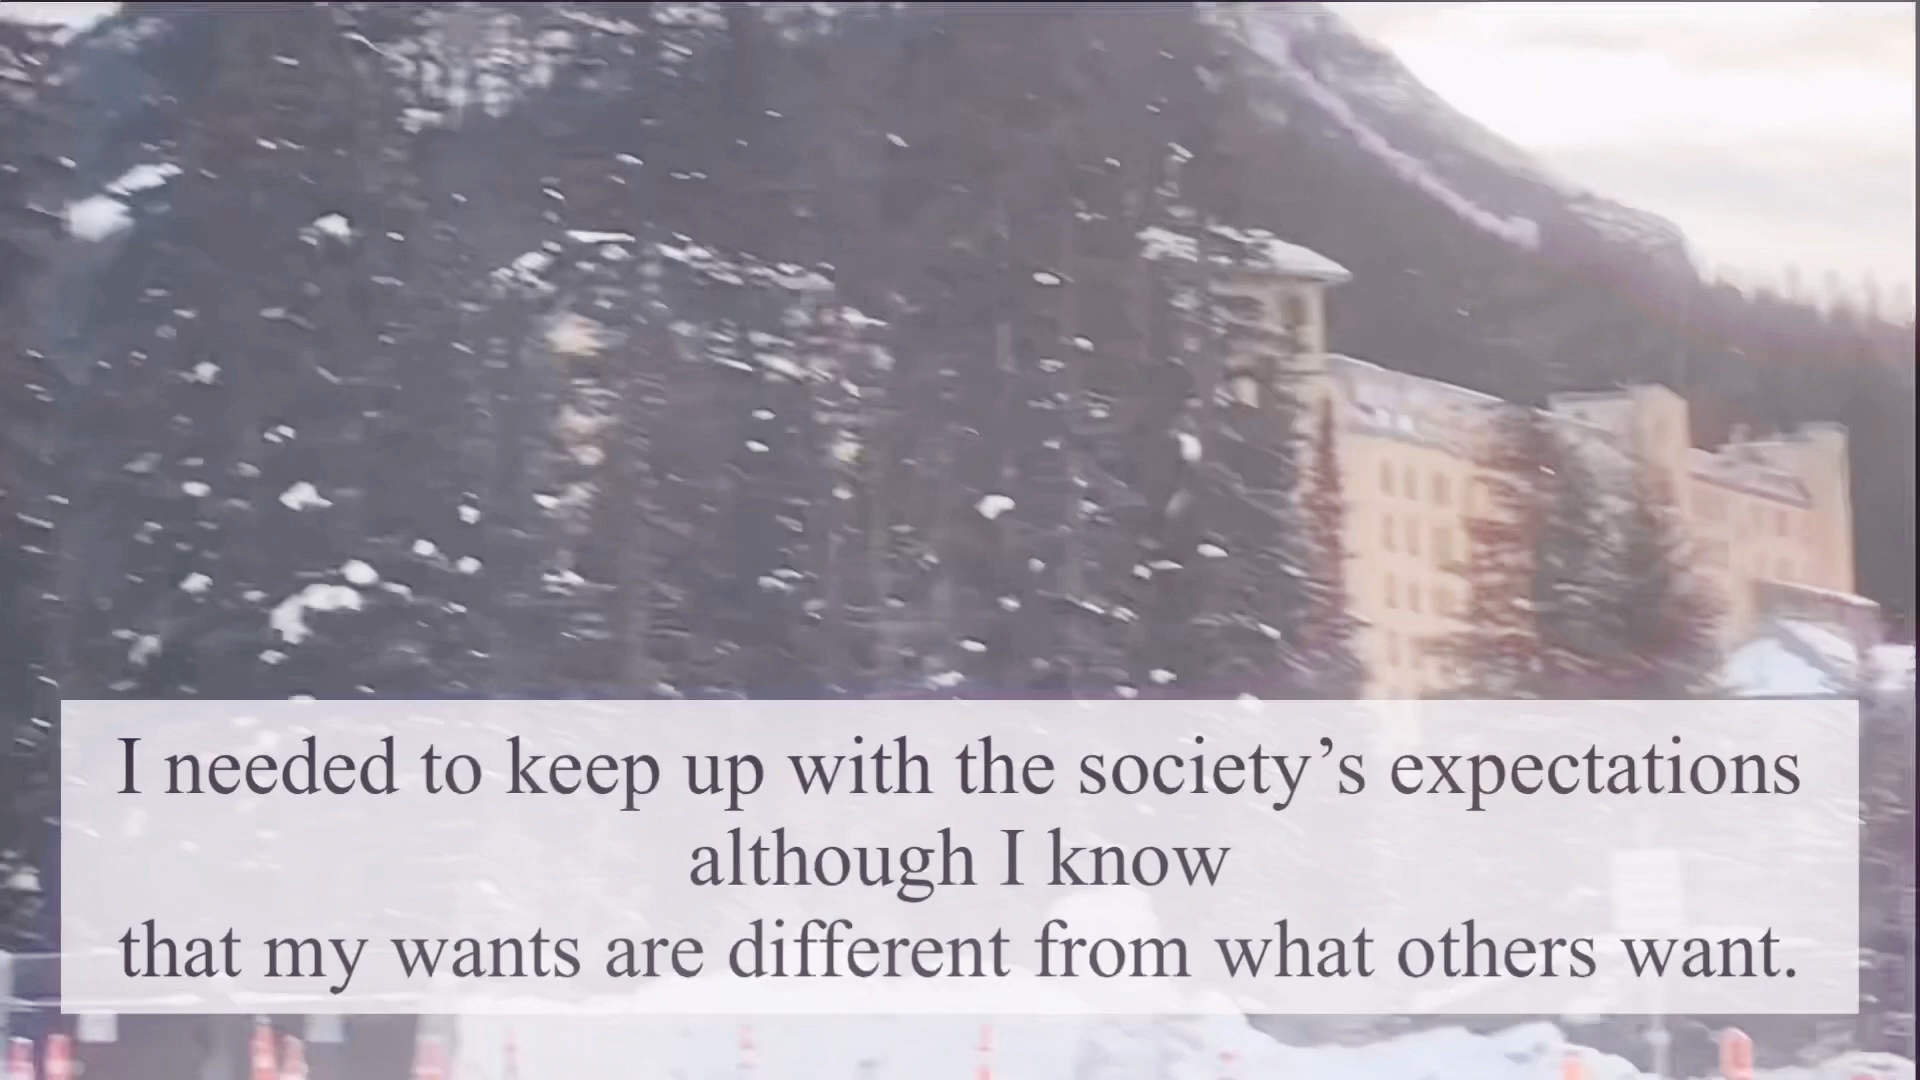 I needed to keep up with the society’s expectations
although I know
that my wants are different from what others want.